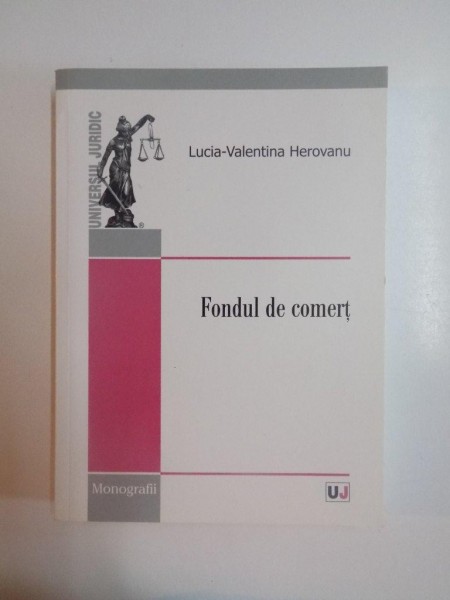 UNIVERSUL JURIDIC
®
Lucia-Valentina Herovanu
Fondul de comerț
Monografii
UJ